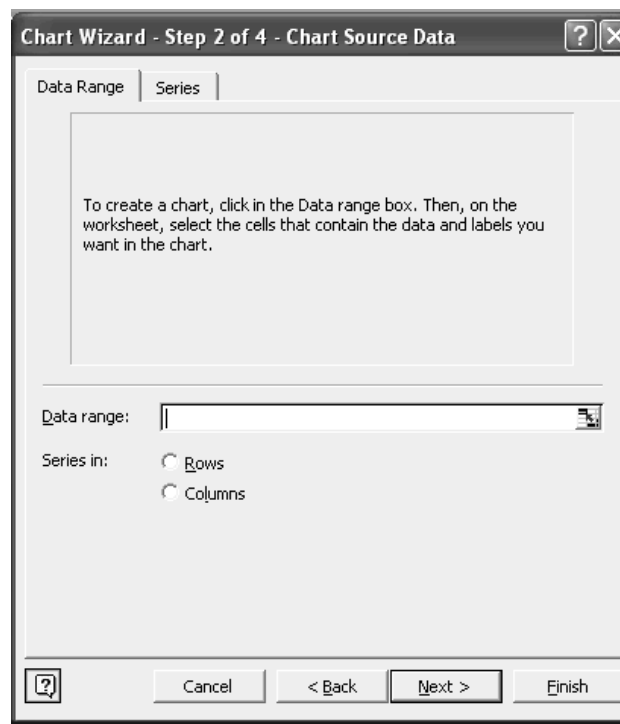 Chart Wizard - Step 2 of 4 - Chart Source Data
Data Range Series
To create a chart, click in the Data range box. Then, on the
worksheet, select the cells that contain the data and labels you
want in the chart.
Data range:
Series in: Rows
Columns
Cancel < Back Next > Finish